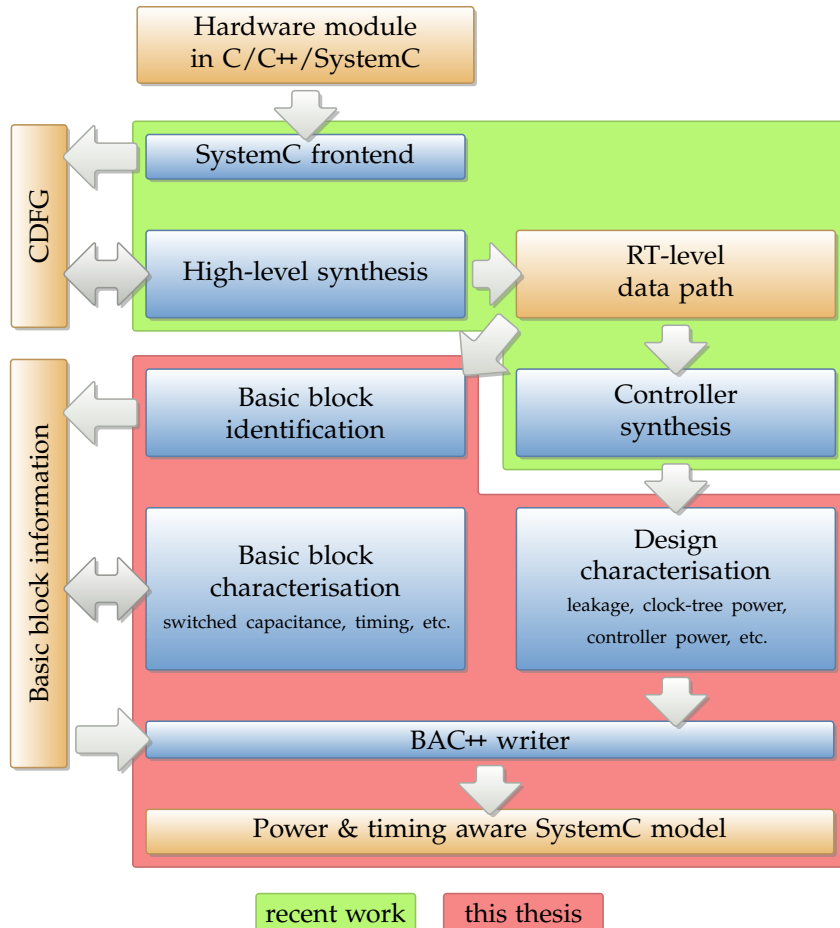 Hardware module
in C/C++/SystemC
SystemC frontend
CDFG
High-level synthesis
RT-level
data path
Basic block
identification
Controller
synthesis
Basic block information
Basic block
characterisation
switched capacitance, timing, etc.
Design
characterisation
leakage, clock-tree power,
controller power, etc.
BAC++ writer
Power & timing aware SystemC model
recent work
this thesis